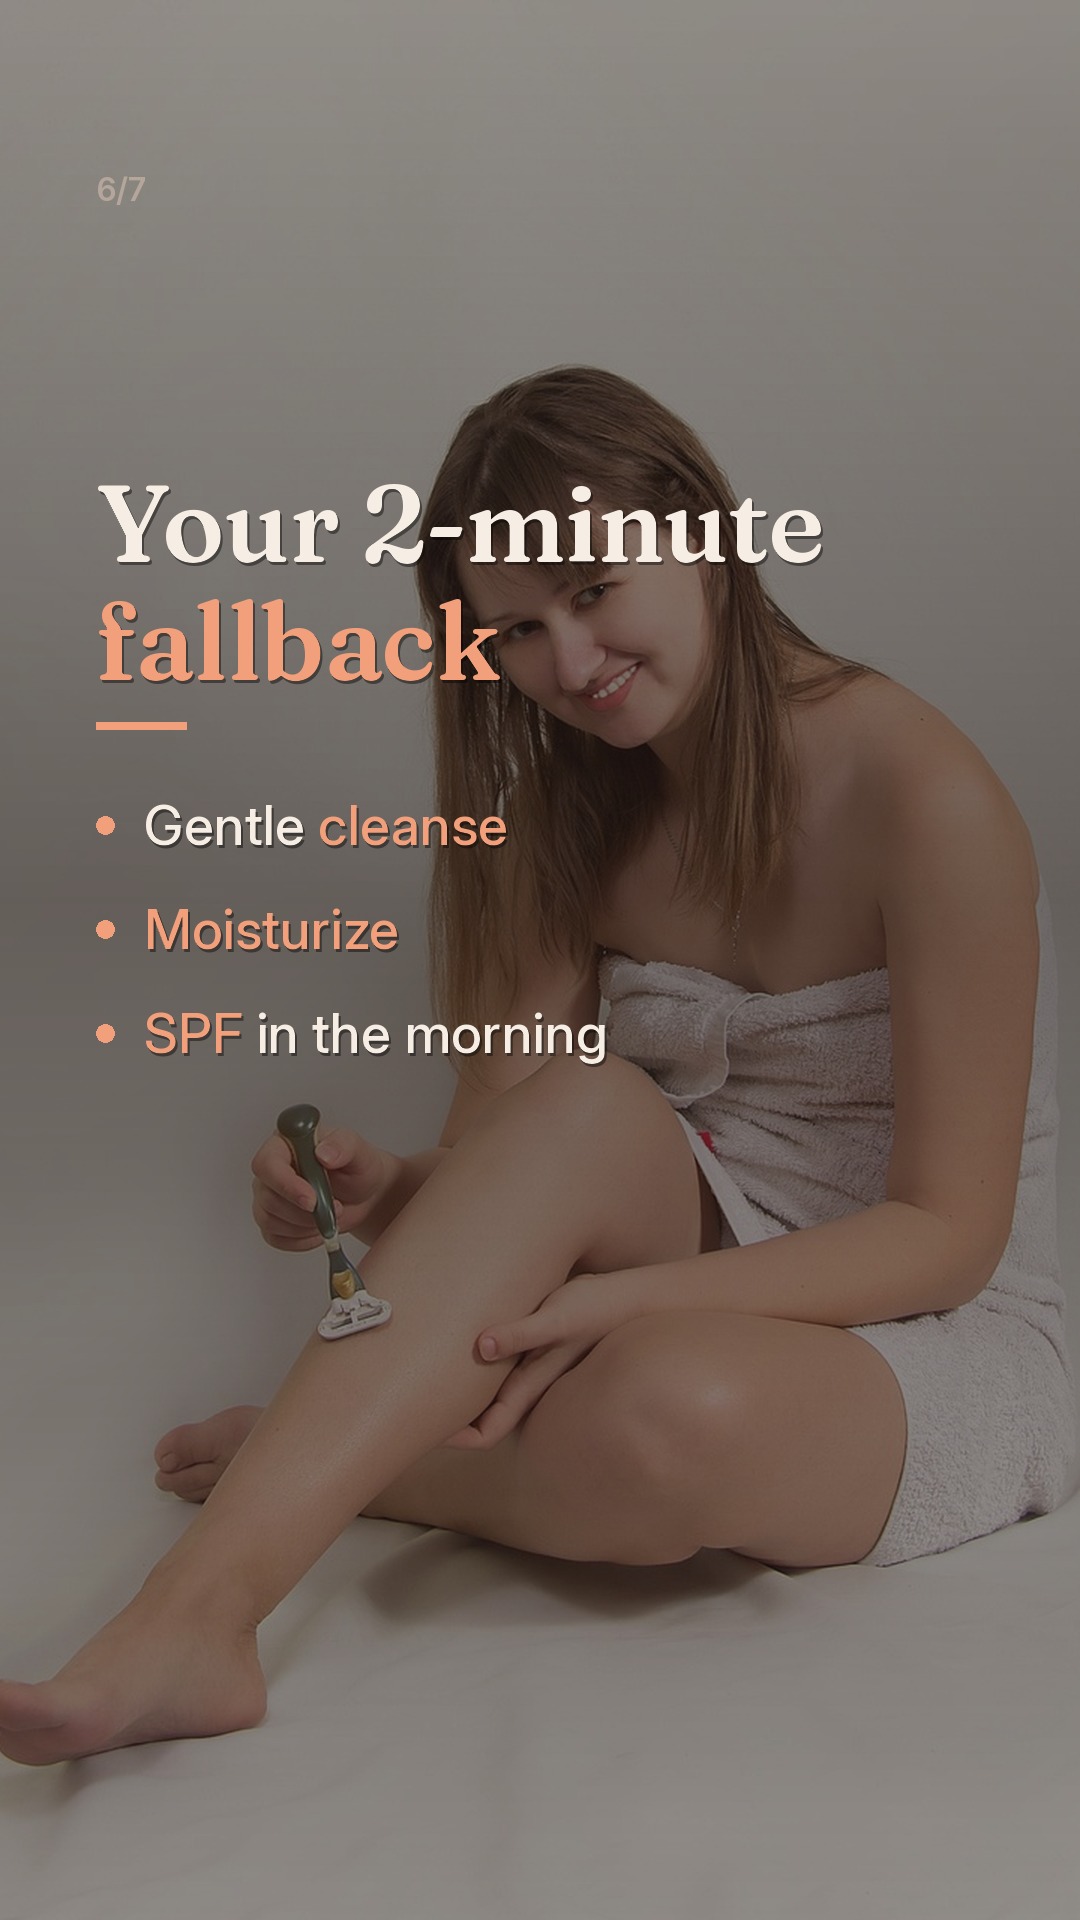 6/7
Your 2-minute
fallback
• Gentle cleanse
• Moisturize
• SPF in the morning